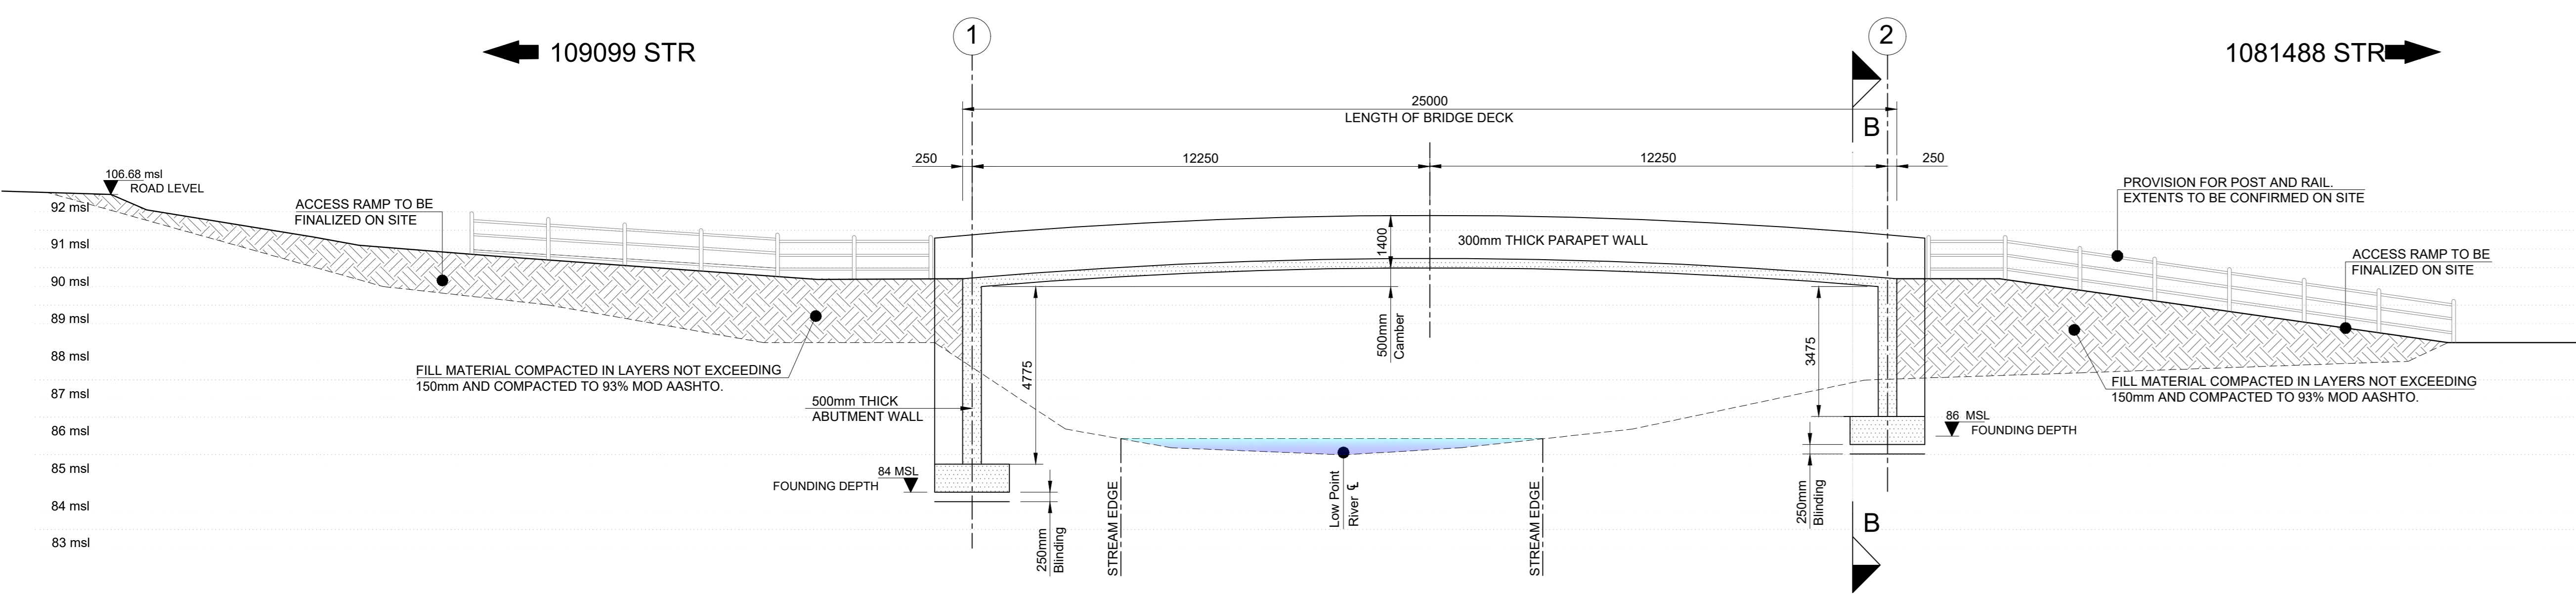 1
2
109099 STR
1081488 STR
25000
LENGTH OF BRIDGE DECK
B
250
12250
12250
250
106.68 msl
ROAD LEVEL
PROVISION FOR POST AND RAIL.
EXTENTS TO BE CONFIRMED ON SITE
92 msl
ACCESS RAMP TO BE
FINALIZED ON SITE
91 msl
1400
300mm THICK PARAPET WALL
ACCESS RAMP TO BE
FINALIZED ON SITE
90 msl
89 msl
500mm
Camber
88 msl
4775
3475
FILL MATERIAL COMPACTED IN LAYERS NOT EXCEEDING
150mm AND COMPACTED TO 93% MOD AASHTO.
FILL MATERIAL COMPACTED IN LAYERS NOT EXCEEDING
150mm AND COMPACTED TO 93% MOD AASHTO.
87 msl
500mm THICK
ABUTMENT WALL
86 MSL
FOUNDING DEPTH
86 msl
85 msl
84 MSL
FOUNDING DEPTH
84 msl
250mm
Blinding
STREAM EDGE
Low Point
River ℄
STREAM EDGE
250mm
Blinding
B
83 msl